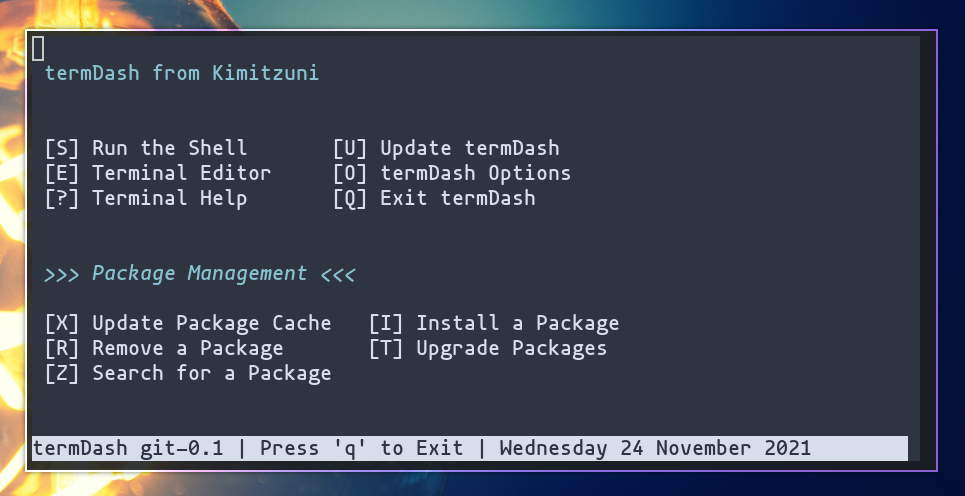 termDash from Kimitzuni
[S] Run the Shell [U] Update termDash
[E] Terminal Editor [O] termDash Options
[?] Terminal Help [Q] Exit termDash
>>> Package Management <<<
[X] Update Package Cache [I] Install a Package
[R] Remove a Package [T] Upgrade Packages
[Z] Search for a Package
termDash git-0.1 | Press 'q' to Exit | Wednesday 24 November 2021